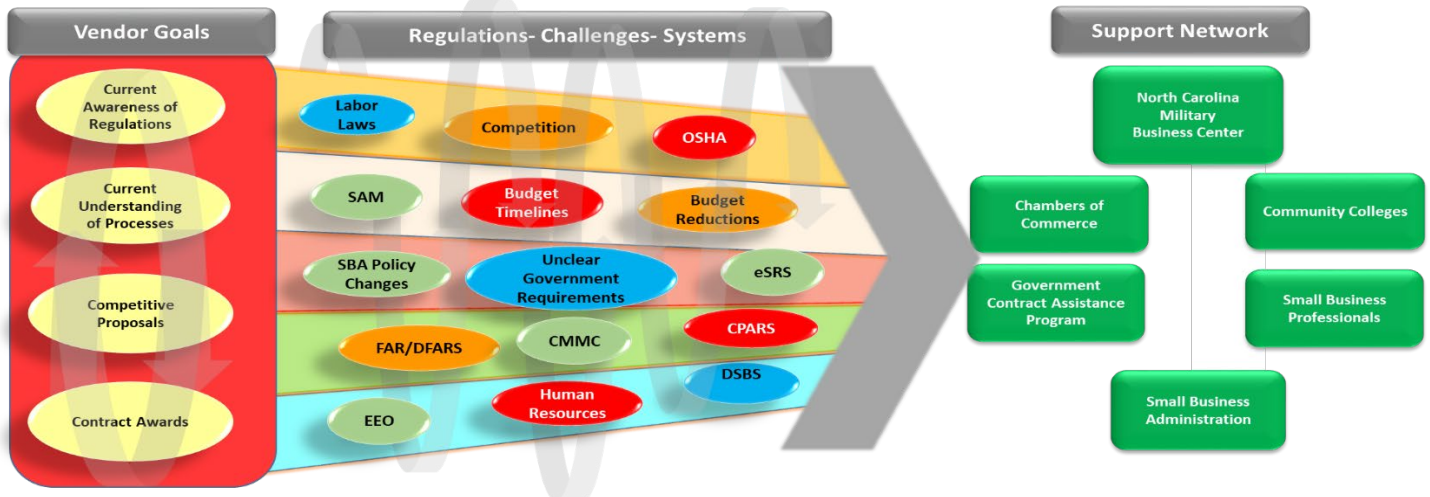 Vendor Goals
Current
Awareness of
Regulations
Current
Understanding
of Processes
Competitive
Proposals
Contract Awards
Regulations- Challenges- Systems
Labor
Laws
Competition
OSHA
SAM
Budget
Timelines
Budget
Reductions
SBA Policy
Changes
Unclear
Government
Requirements
eSRS
FAR/DFARS
CMMC
CPARS
EEO
Human
Resources
DSBS
Support Network
North Carolina
Military
Business Center
Chambers of
Commerce
Community Colleges
Government
Contract Assistance
Program
Small Business
Professionals
Small Business
Administration